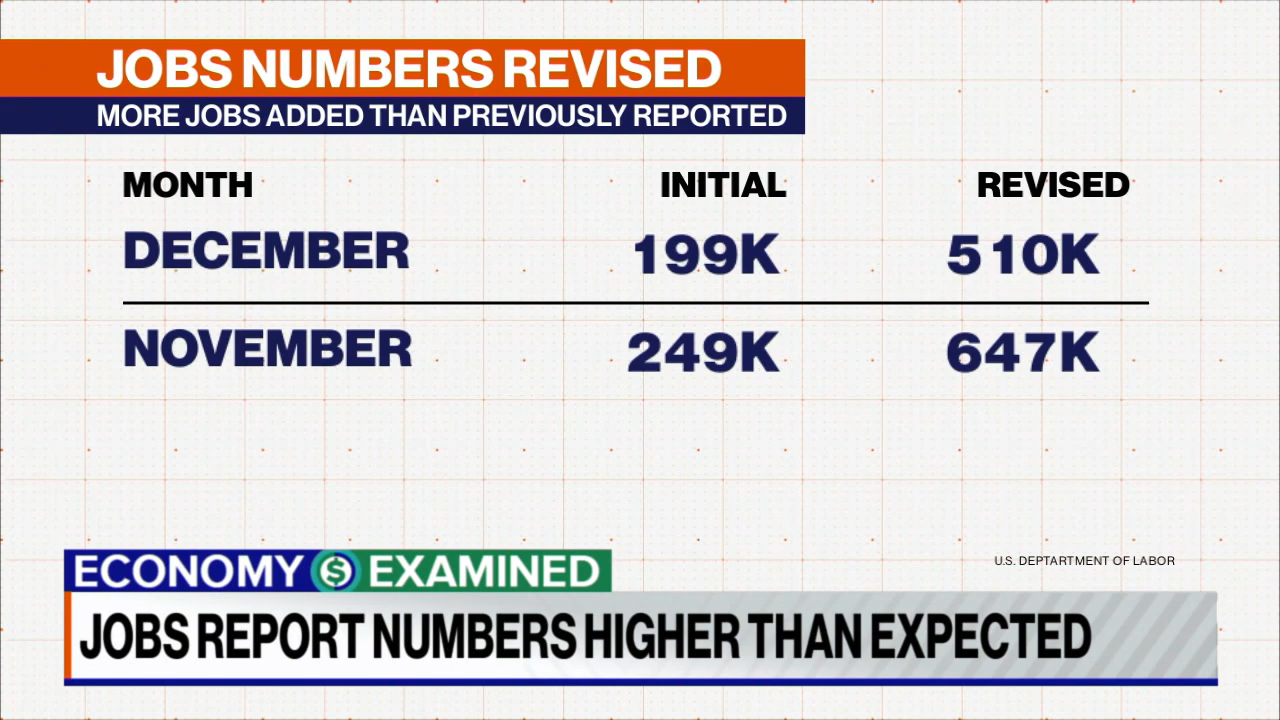 JOBS NUMBERS REVISED
MORE JOBS ADDED THAN PREVIOUSLY REPORTED
MONTH INITIAL REVISED
DECEMBER 199K 510K
NOVEMBER 249K 647K
U.S. DEPTARTMENT OF LABOR
ECONOMY $ EXAMINED
JOBS REPORT NUMBERS HIGHER THAN EXPECTED